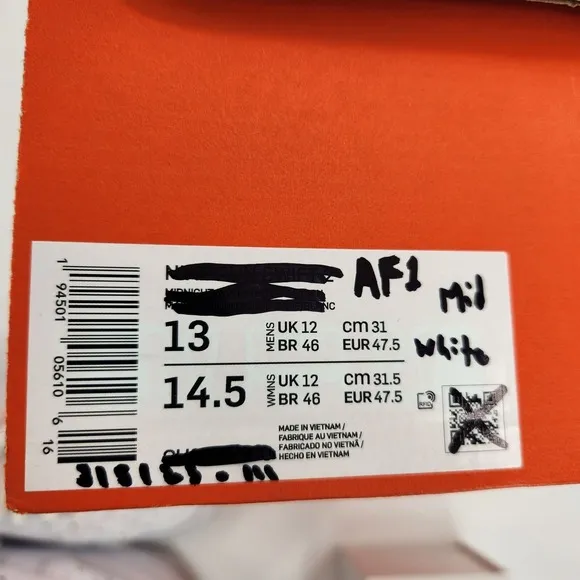 AF1
Mid
White
MIDNIGHT
13 MENS UK 12 CM 31
BR 46 EUR 47.5
14.5 WMNS UK 12 CM 31.5
BR 46 EUR 47.5
RFID
MADE IN VIETNAM /
FABRIQUE AU VIETNAM /
FABRICADO NO VIETNÃ /
HECHO EN VIETNAM
1 94501 05610 6 16